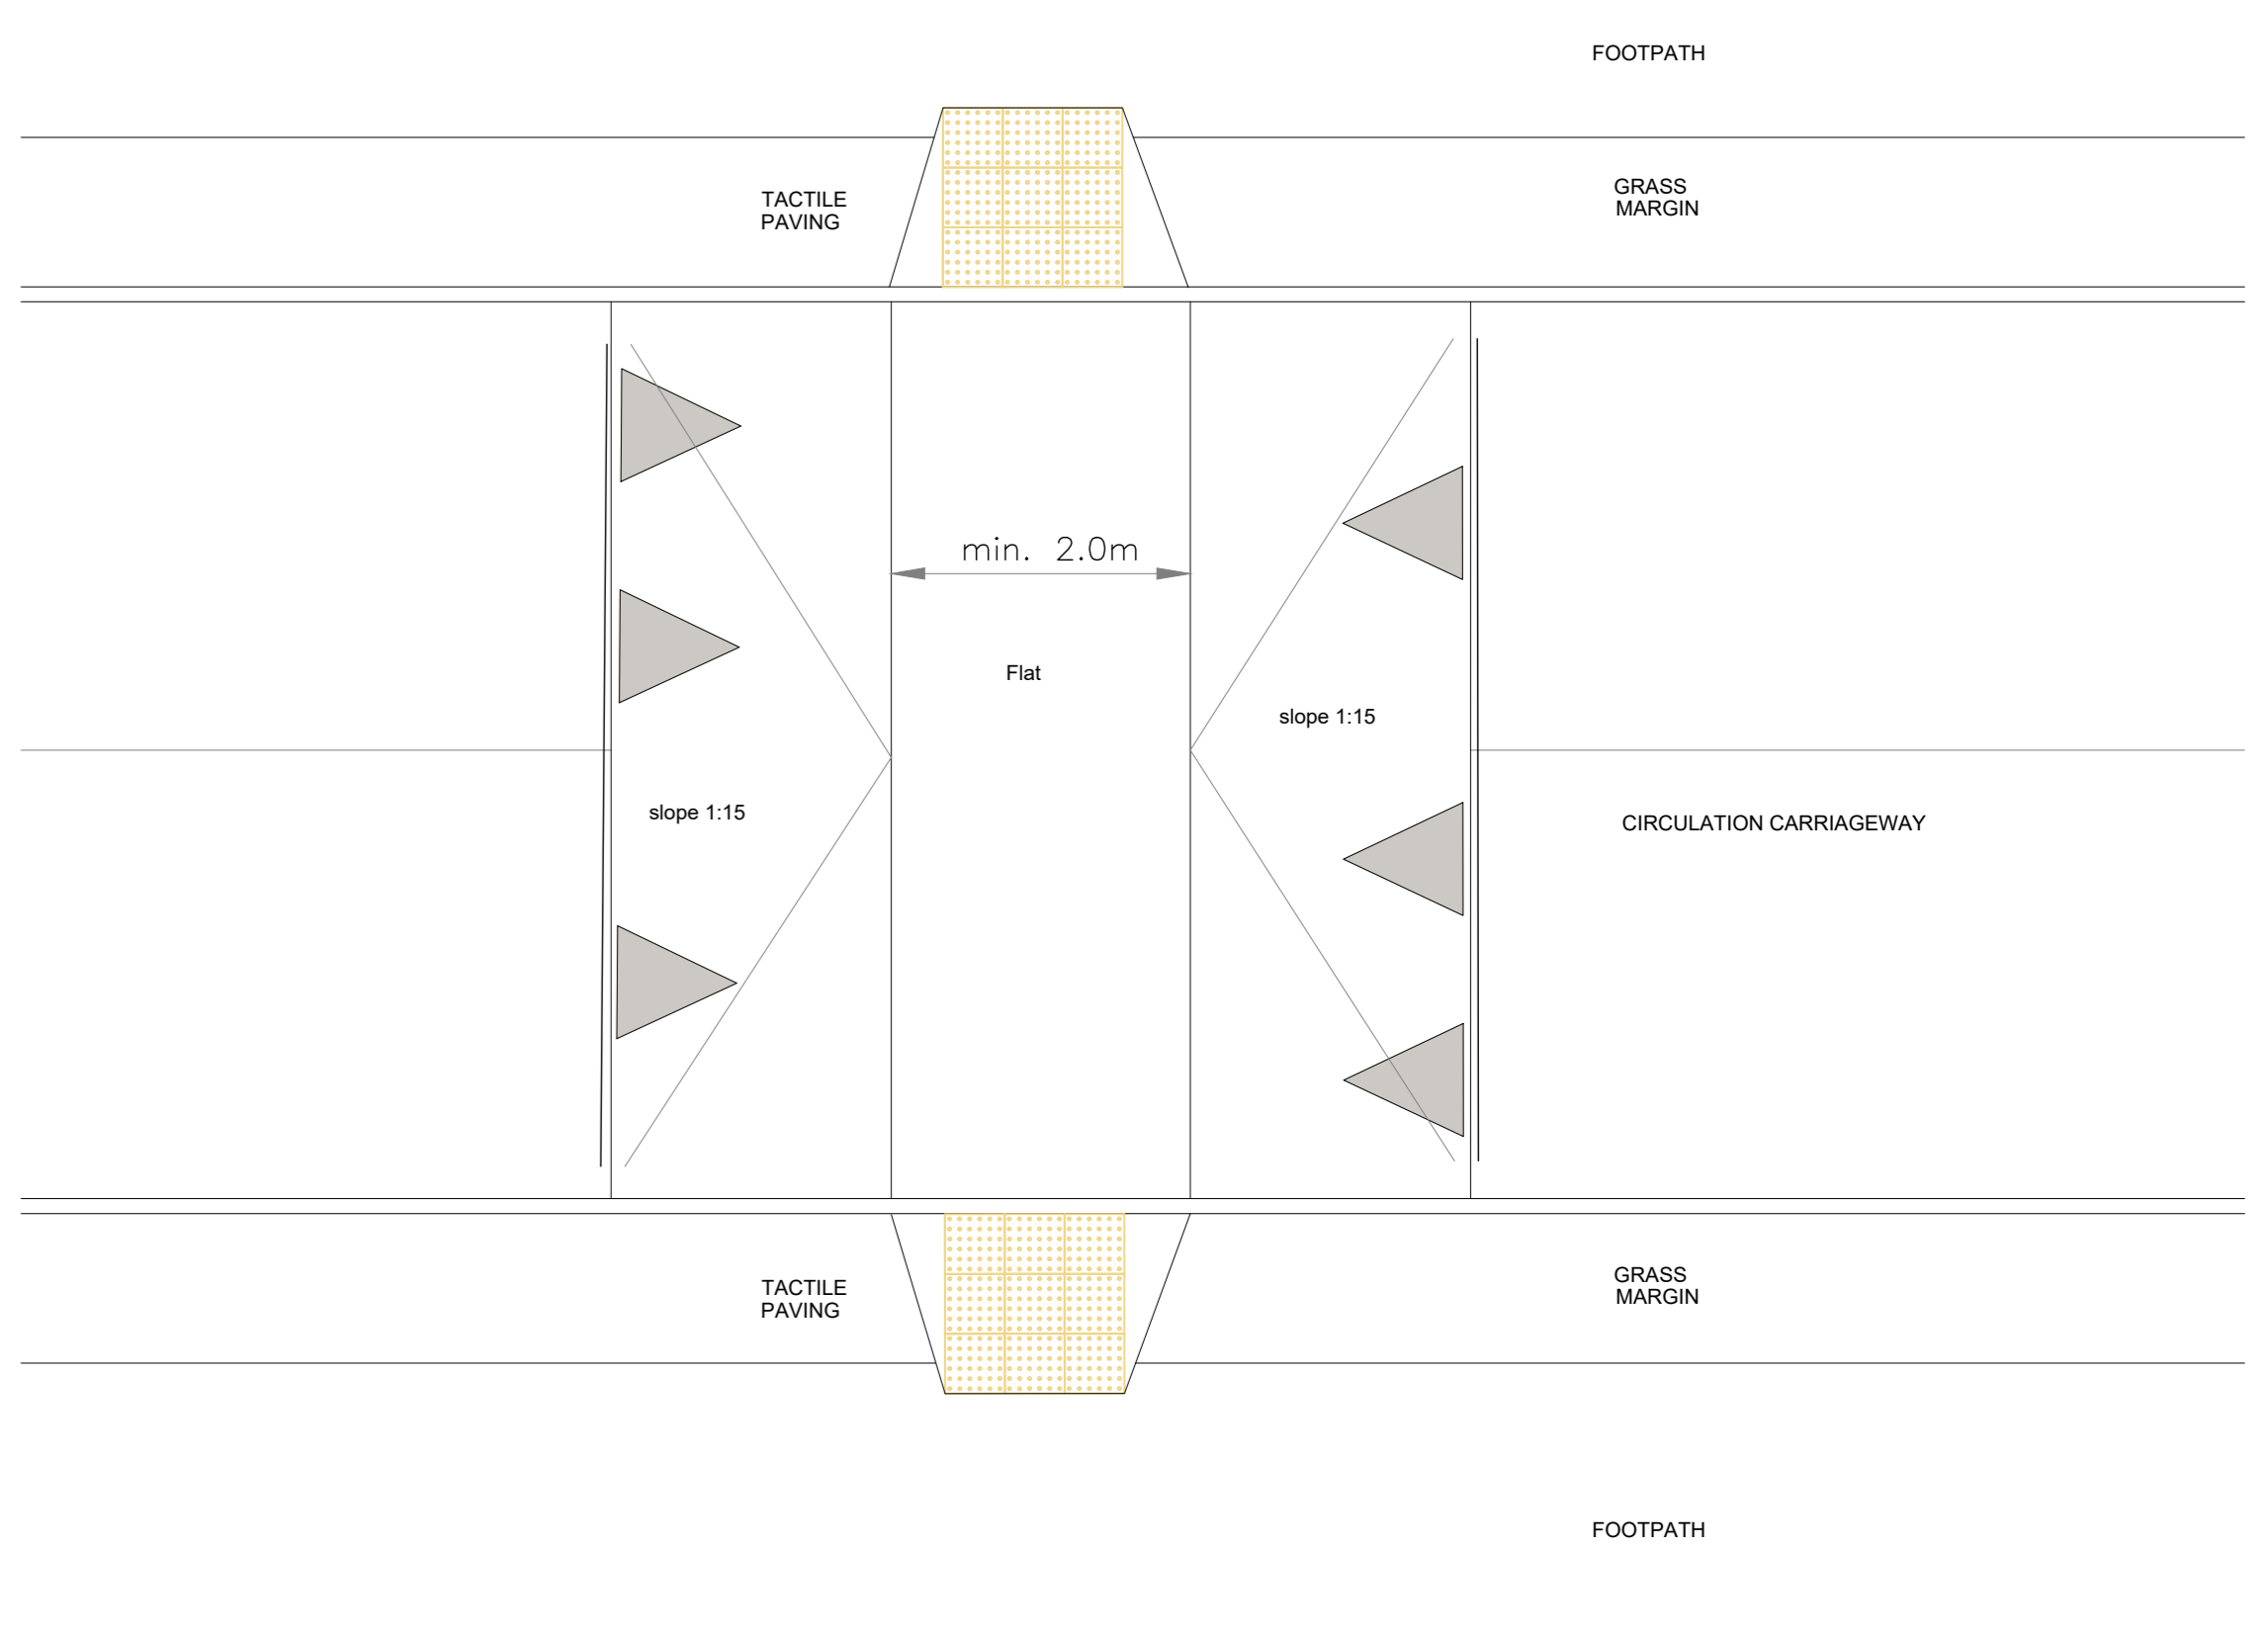 FOOTPATH
TACTILE
PAVING
GRASS
MARGIN
min. 2.0m
Flat
slope 1:15
slope 1:15
CIRCULATION CARRIAGEWAY
TACTILE
PAVING
GRASS
MARGIN
FOOTPATH